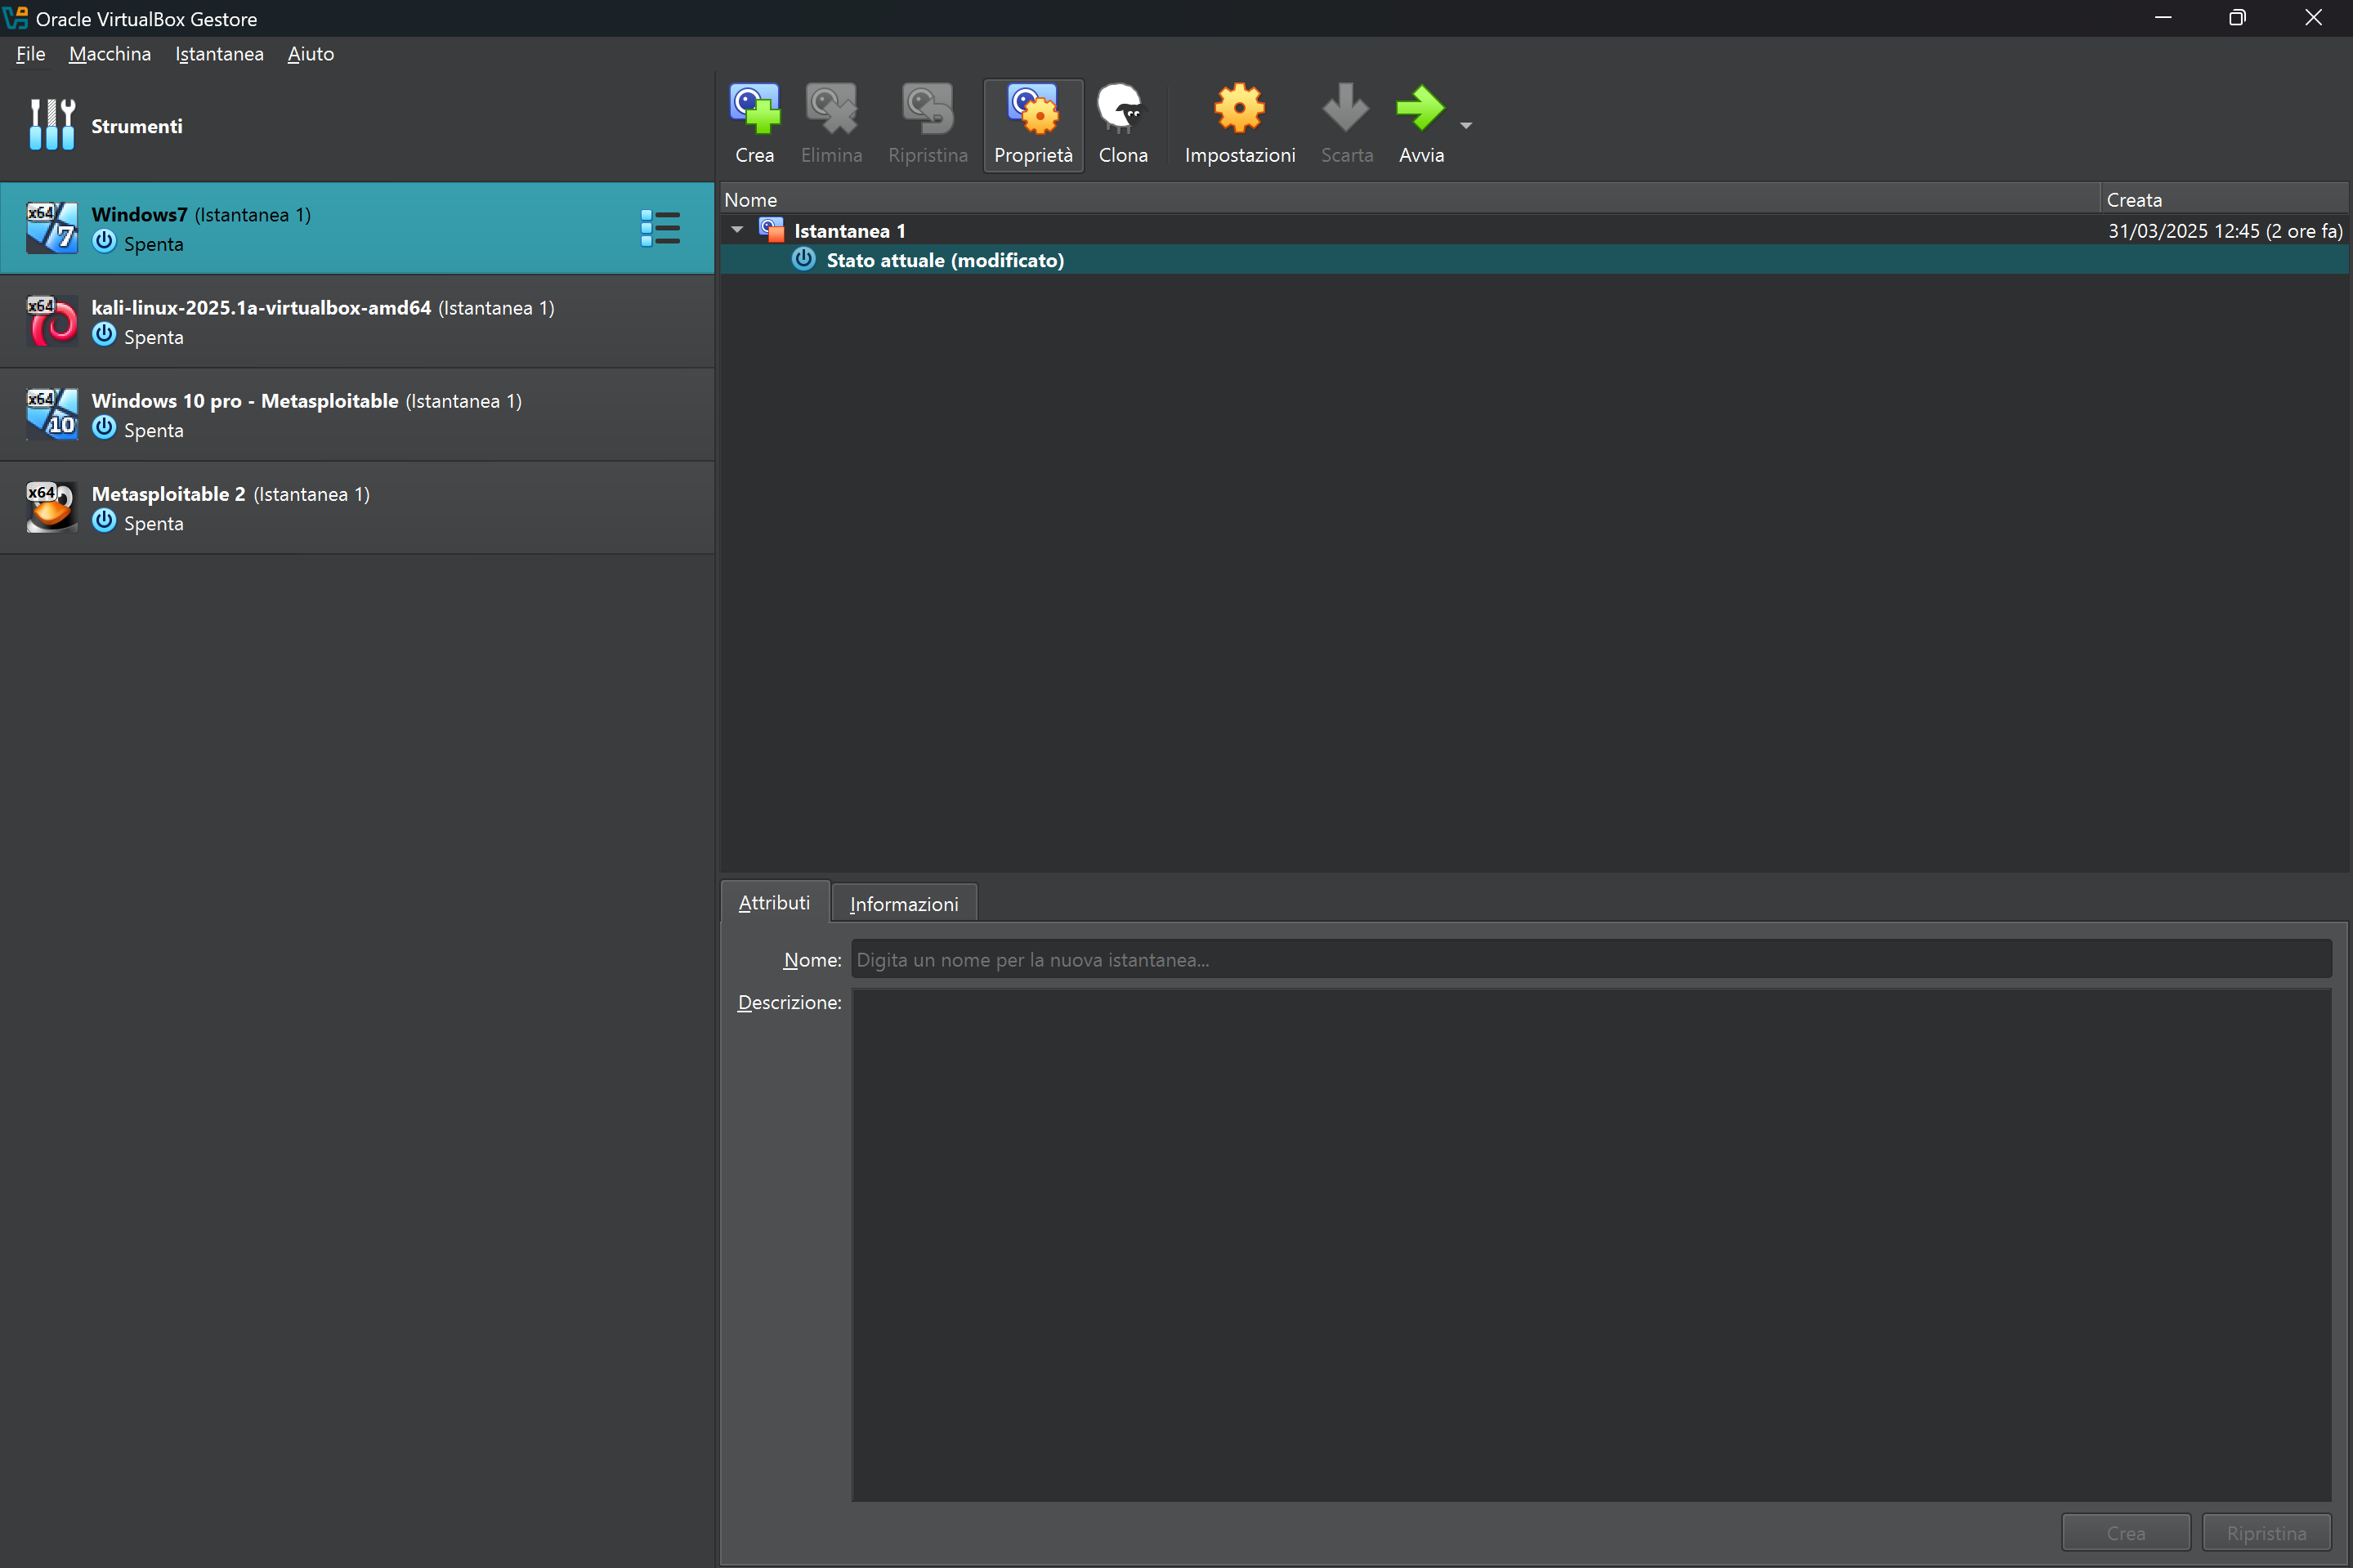 Oracle VirtualBox Gestore
File Macchina Istantanea Aiuto
Strumenti
Crea Elimina Ripristina Proprietà Clona Impostazioni Scarta Avvia
x64 7 Windows7 (Istantanea 1)
Spenta
x64 kali-linux-2025.1a-virtualbox-amd64 (Istantanea 1)
Spenta
x64 10 Windows 10 pro - Metasploitable (Istantanea 1)
Spenta
x64 Metasploitable 2 (Istantanea 1)
Spenta
Nome Creata
Istantanea 1 31/03/2025 12:45 (2 ore fa)
Stato attuale (modificato)
Attributi Informazioni
Nome: Digita un nome per la nuova istantanea...
Descrizione:
Crea Ripristina